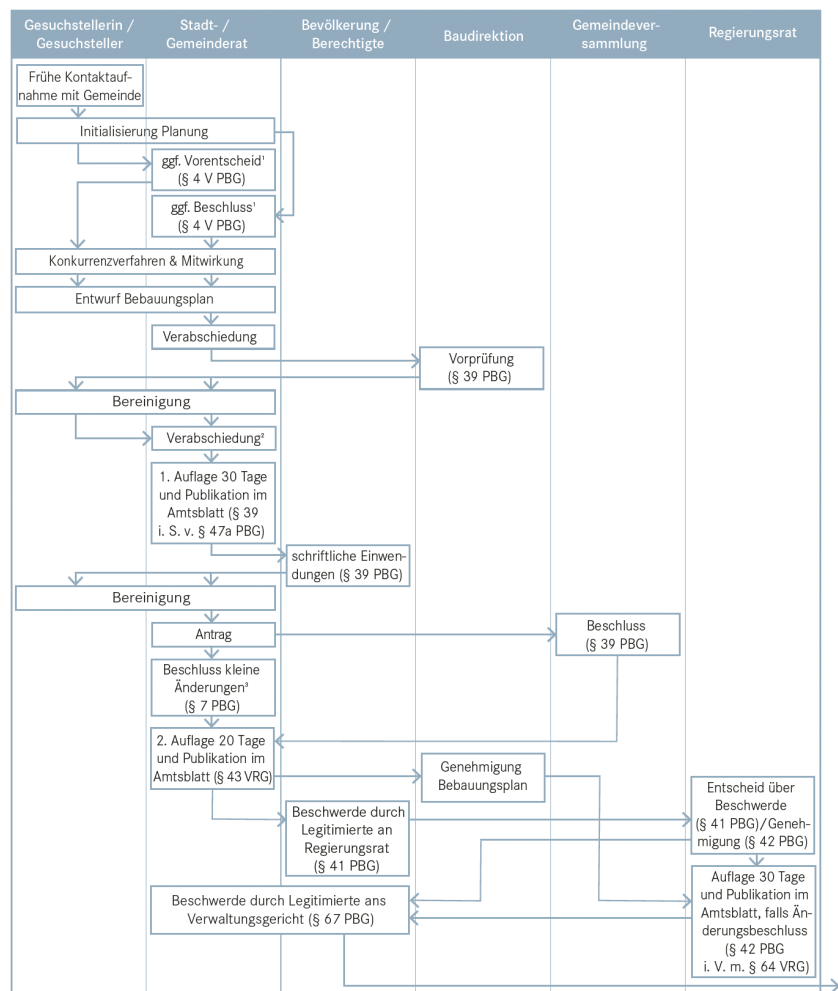 Gesuchstellerin /
Gesuchsteller
Stadt- /
Gemeinderat
Bevölkerung /
Berechtigte
Baudirektion
Gemeindever-
sammlung
Regierungsrat
Frühe Kontaktauf-
nahme mit Gemeinde
Initialisierung Planung
ggf. Vorentscheid¹
(§ 4 V PBG)
ggf. Beschluss¹
(§ 4 V PBG)
Konkurrenzverfahren & Mitwirkung
Entwurf Bebauungsplan
Verabschiedung
Vorprüfung
(§ 39 PBG)
Bereinigung
Verabschiedung²
1. Auflage 30 Tage
und Publikation im
Amtsblatt (§ 39
i. S. v. § 47a PBG)
schriftliche Einwen-
dungen (§ 39 PBG)
Bereinigung
Antrag
Beschluss
(§ 39 PBG)
Beschluss kleine
Änderungen³
(§ 7 PBG)
2. Auflage 20 Tage
und Publikation im
Amtsblatt (§ 43 VRG)
Genehmigung
Bebauungsplan
Beschwerde durch
Legitimierte an
Regierungsrat
(§ 41 PBG)
Entscheid über
Beschwerde
(§ 41 PBG)/Geneh-
migung (§ 42 PBG)
Beschwerde durch Legitimierte ans
Verwaltungsgericht (§ 67 PBG)
Auflage 30 Tage
und Publikation im
Amtsblatt, falls Än-
derungsbeschluss
(§ 42 PBG
i. V. m. § 64 VRG)